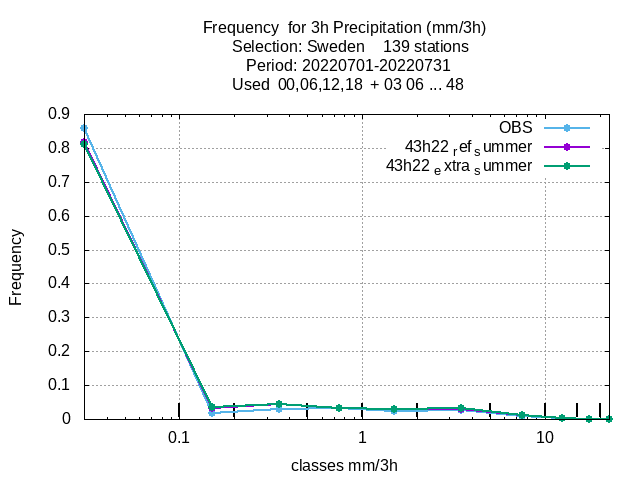 Frequency  for 3h Precipitation (mm/3h)
Selection: Sweden    139 stations
Period: 20220701-20220731
Used  00,06,12,18  + 03 06 ... 48
0.9
0.8
0.7
0.6
0.5
0.4
0.3
0.2
0.1
0
Frequency
OBS
43h22 ref summer
43h22 extra summer
0.1 1 10
classes mm/3h